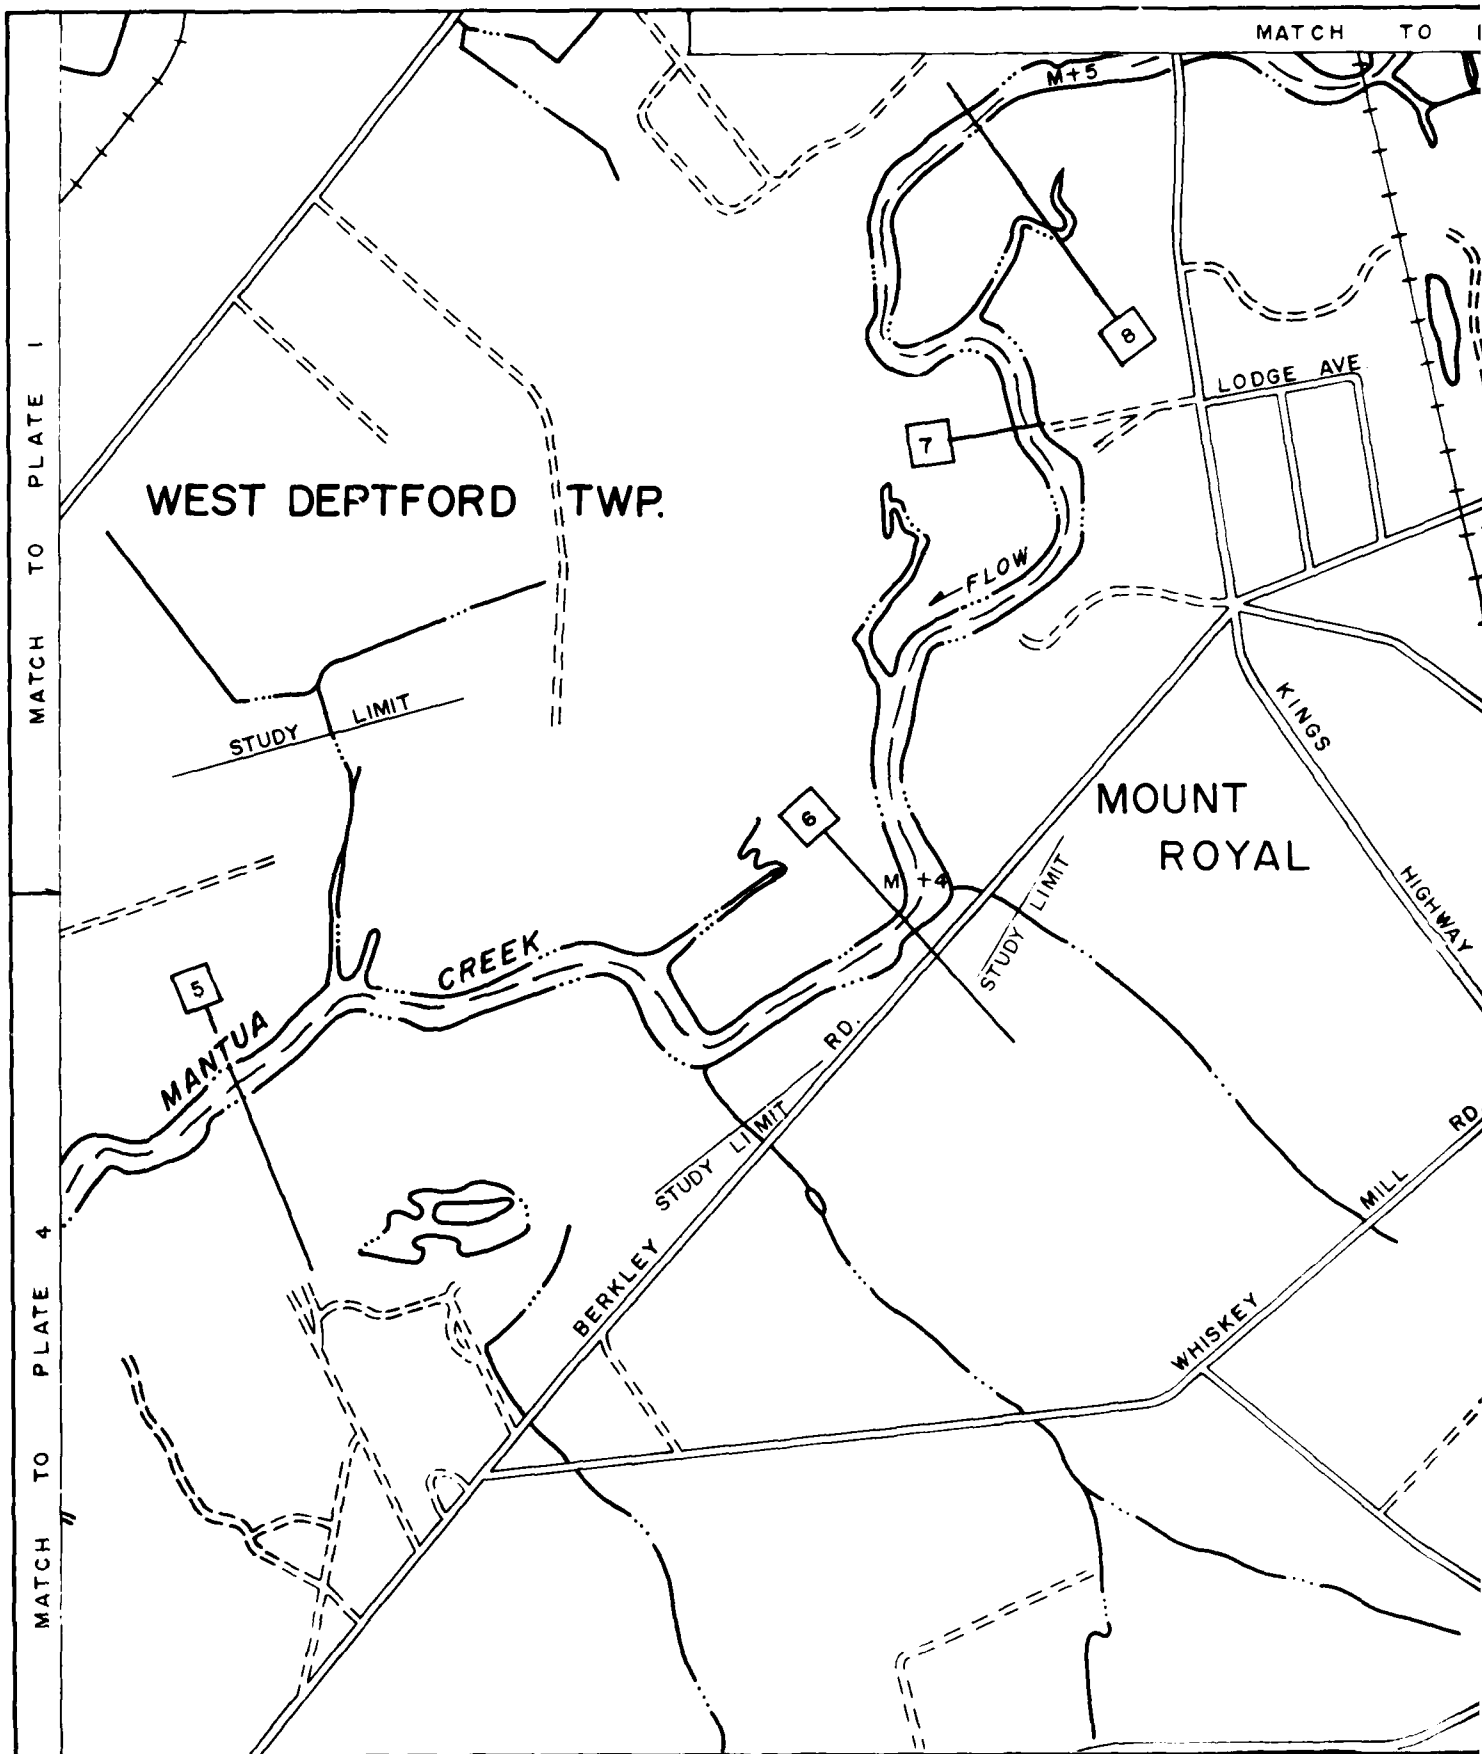 MATCH TO
M+5
8
LODGE AVE
7
MATCH TO PLATE 1
WEST DEPTFORD TWP.
FLOW
STUDY LIMIT
KINGS
HIGHWAY
MOUNT
ROYAL
6
M +4
STUDY LIMIT
5
MANTUA
CREEK
RD.
STUDY LIMIT
BERKLEY
MATCH TO PLATE 4
WHISKEY
MILL
RD